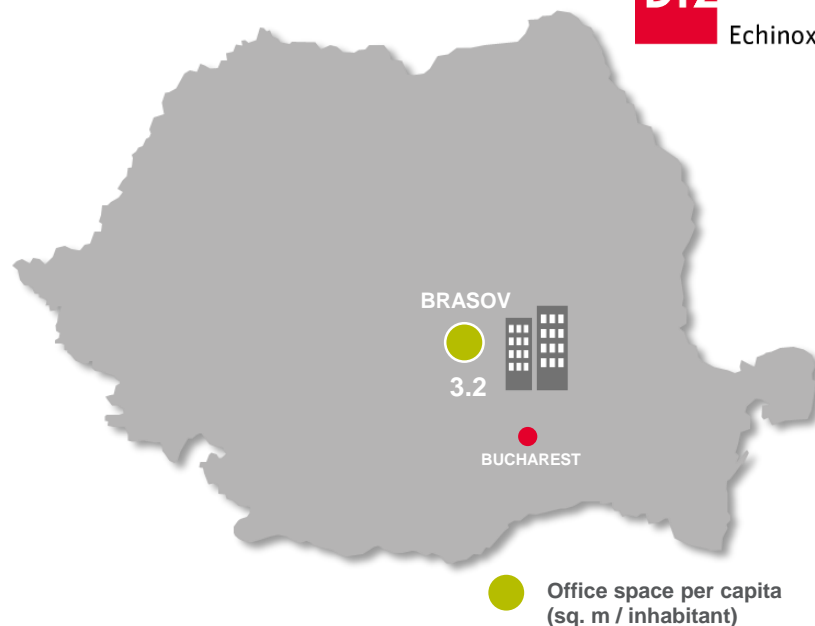 Echinox
BRASOV
3.2
BUCHAREST
Office space per capita
(sq. m / inhabitant)